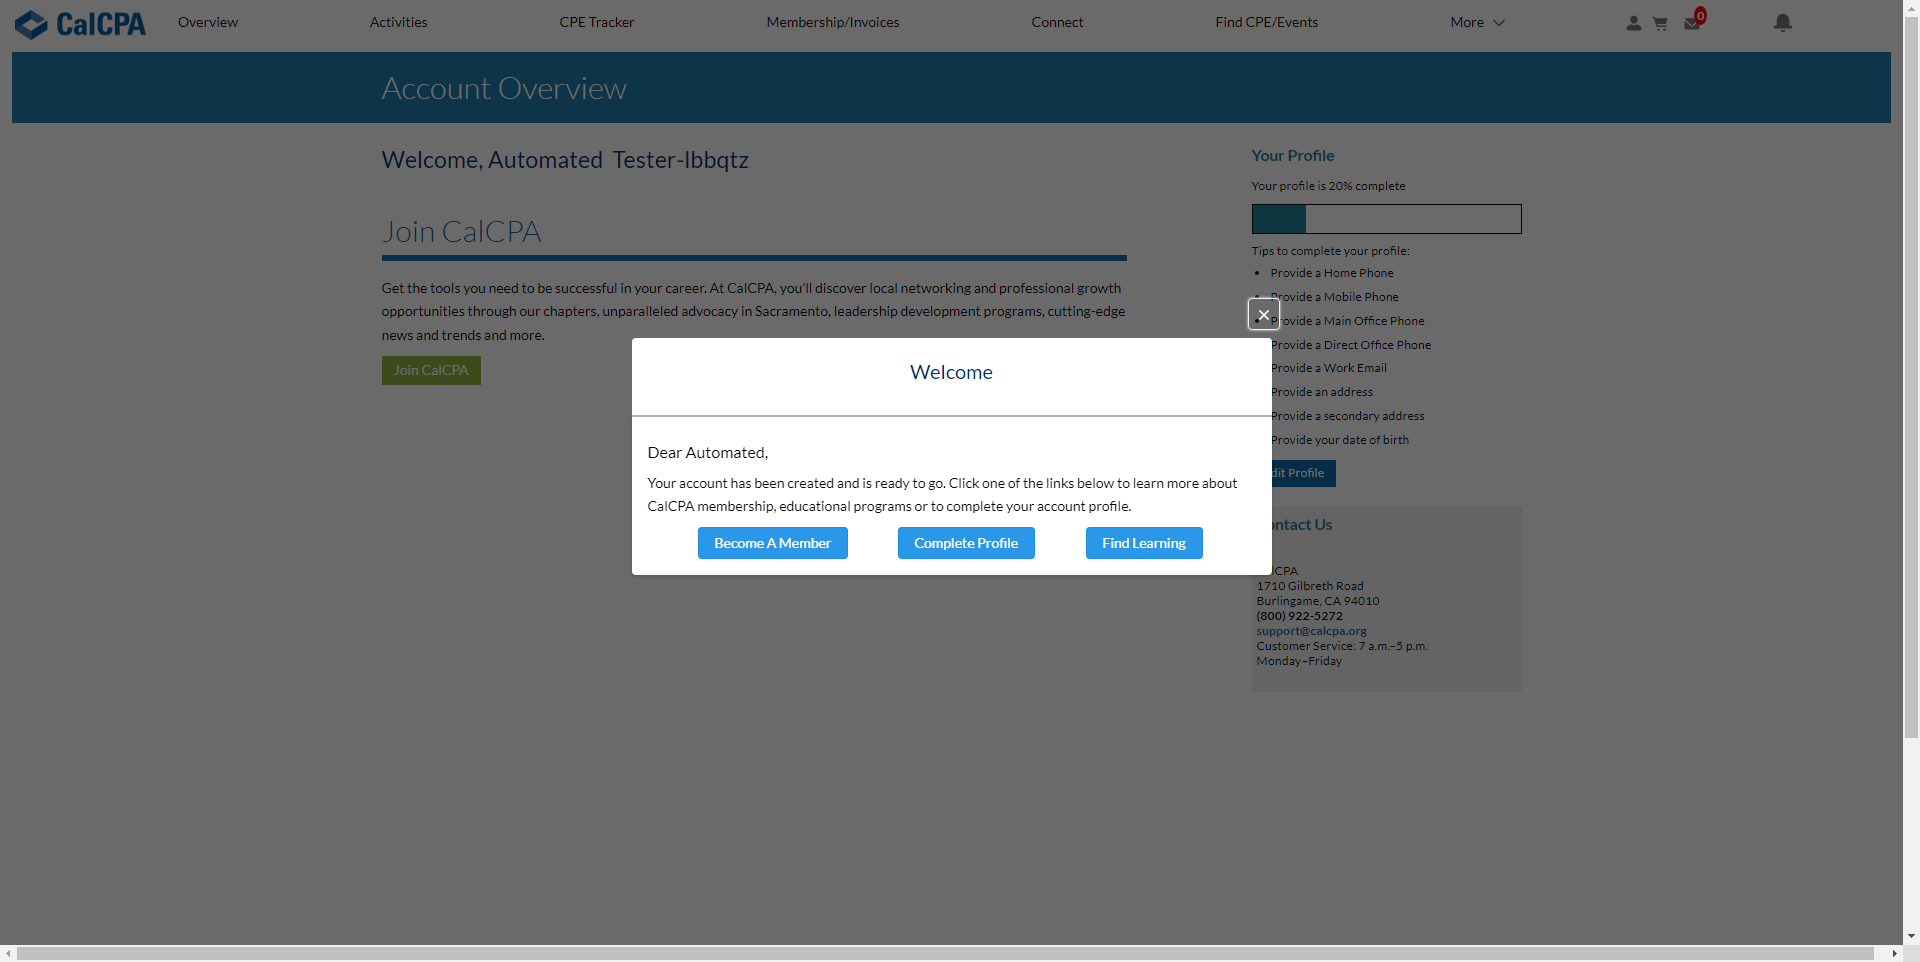 CalCPA
Overview
Activities
CPE Tracker
Membership/Invoices
Connect
Find CPE/Events
More
0
Account Overview
Welcome, Automated Tester-lbbqtz
Join CalCPA
Get the tools you need to be successful in your career. At CalCPA, you'll discover local networking and professional growth
opportunities through our chapters, unparalleled advocacy in Sacramento, leadership development programs, cutting-edge
news and trends and more.
Join CalCPA
Your Profile
Your profile is 20% complete
Tips to complete your profile:
Provide a Home Phone
Provide a Mobile Phone
Provide a Main Office Phone
Provide a Direct Office Phone
Provide a Work Email
Provide an address
Provide a secondary address
Provide your date of birth
dit Profile
ontact Us
CPA
1710 Gilbreth Road
Burlingame, CA 94010
(800) 922-5272
support@calcpa.org
Customer Service: 7 a.m.–5 p.m.
Monday–Friday
Welcome
Dear Automated,
Your account has been created and is ready to go. Click one of the links below to learn more about
CalCPA membership, educational programs or to complete your account profile.
Become A Member
Complete Profile
Find Learning